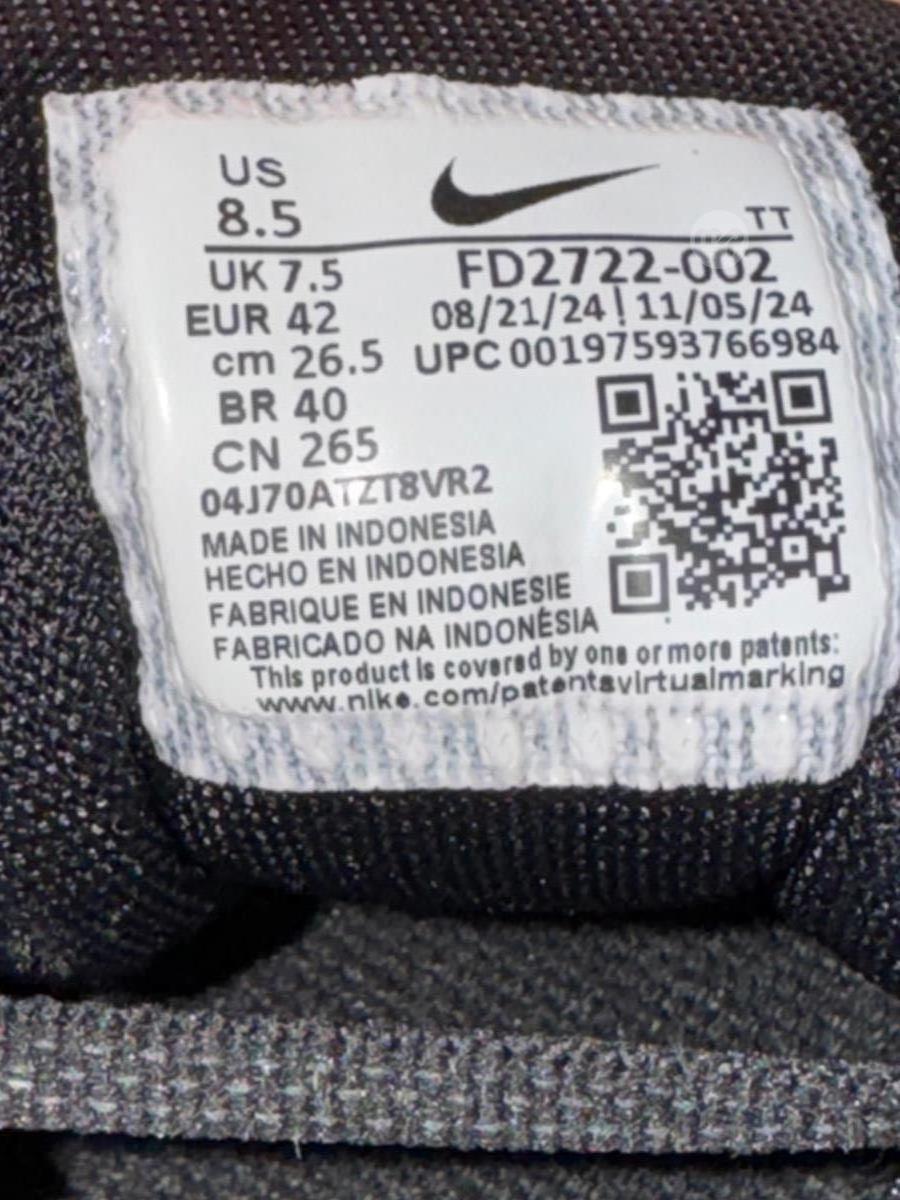 US
8.5
TT
UK 7.5
FD2722-002
EUR 42
08/21/24 | 11/05/24
cm 26.5
UPC 00197593766984
BR 40
CN 265
04J70ATZT8VR2
MADE IN INDONESIA
HECHO EN INDONESIA
FABRIQUE EN INDONESIE
FABRICADO NA INDONÉSIA
This product is covered by one or more patents:
www.nike.com/patentsvirtualmarking